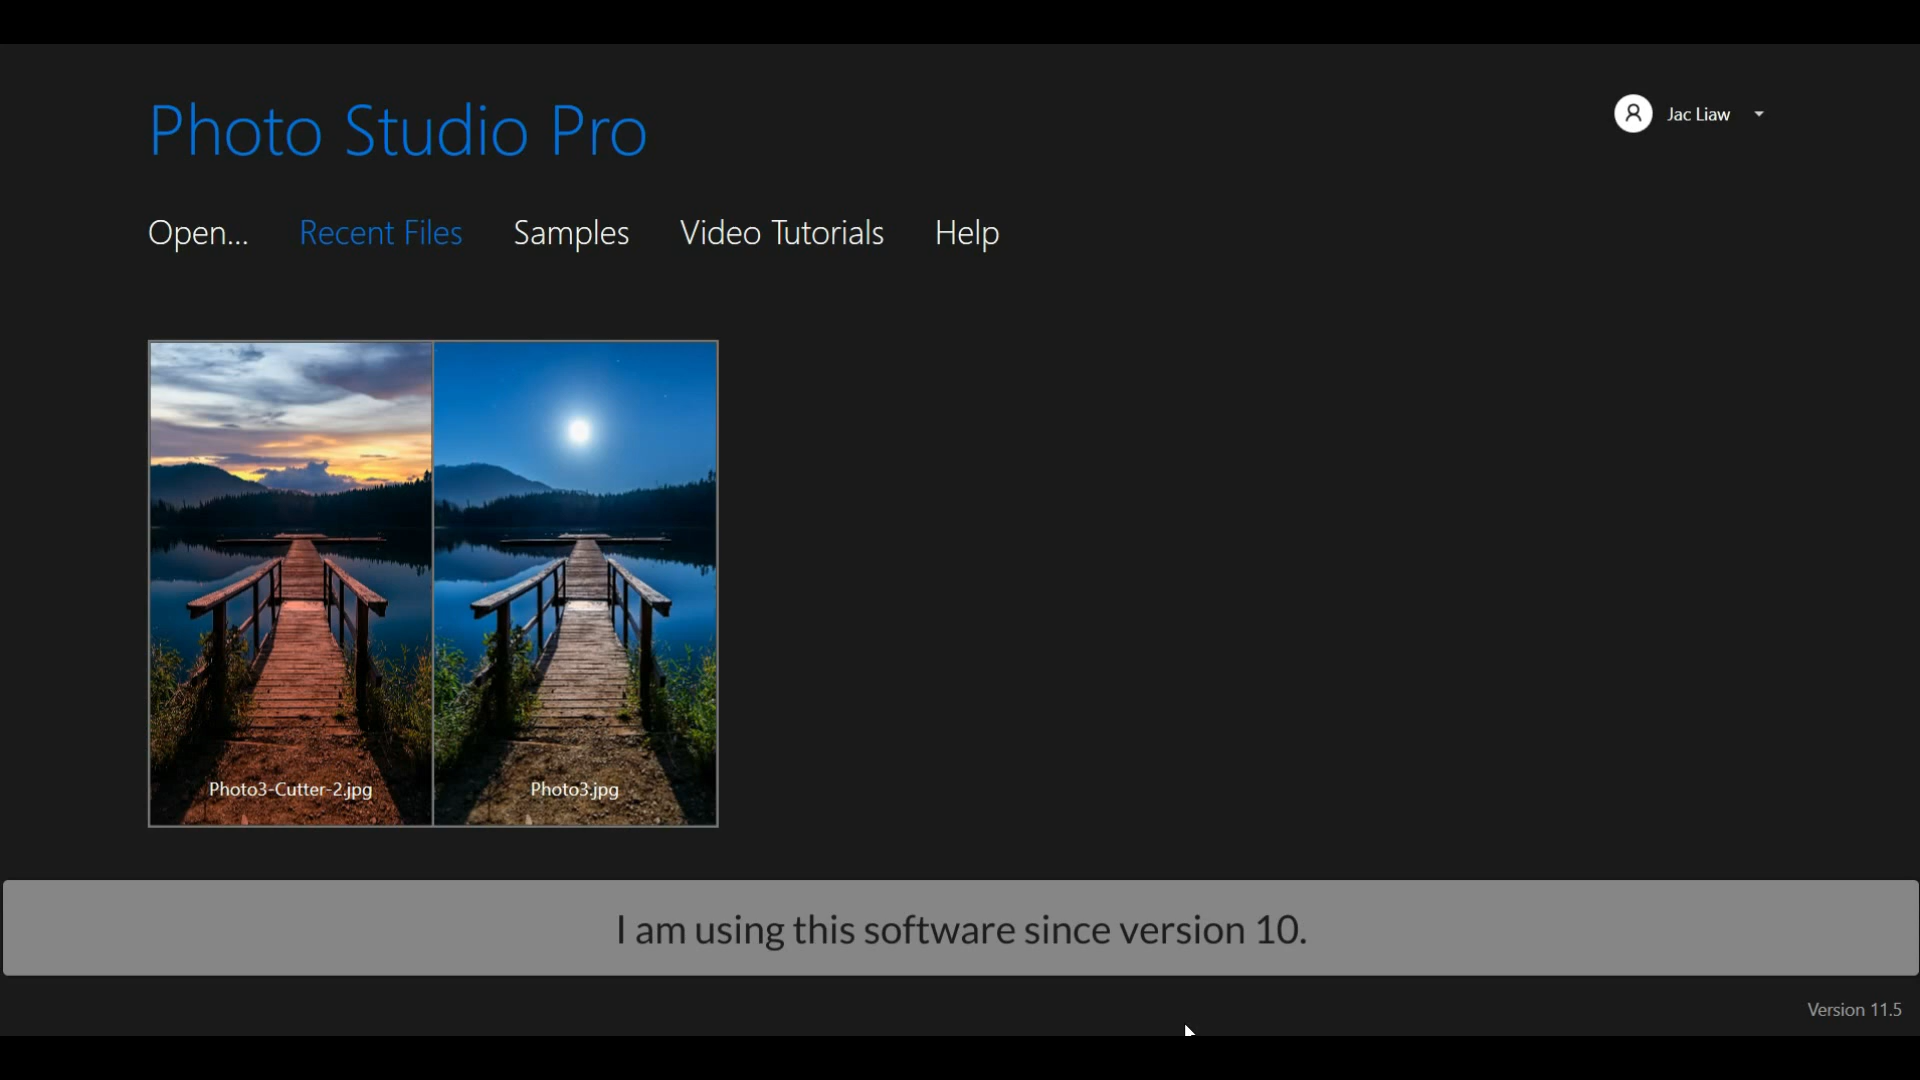 Photo Studio Pro
Jac Liaw
Open... Recent Files Samples Video Tutorials Help
Photo3-Cutter-2.jpg Photo3.jpg
I am using this software since version 10.
Version 11.5